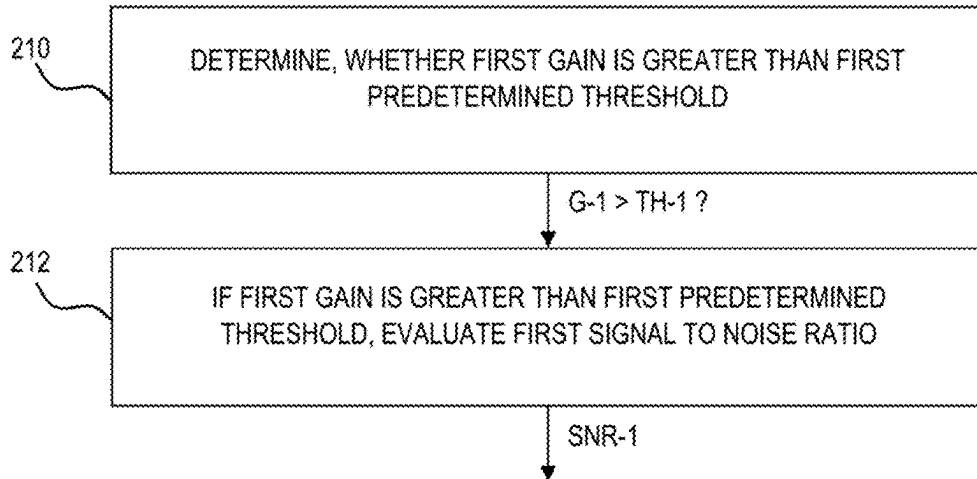 210
DETERMINE, WHETHER FIRST GAIN IS GREATER THAN FIRST
PREDETERMINED THRESHOLD
G-1 > TH-1 ?
212
IF FIRST GAIN IS GREATER THAN FIRST PREDETERMINED
THRESHOLD, EVALUATE FIRST SIGNAL TO NOISE RATIO
SNR-1